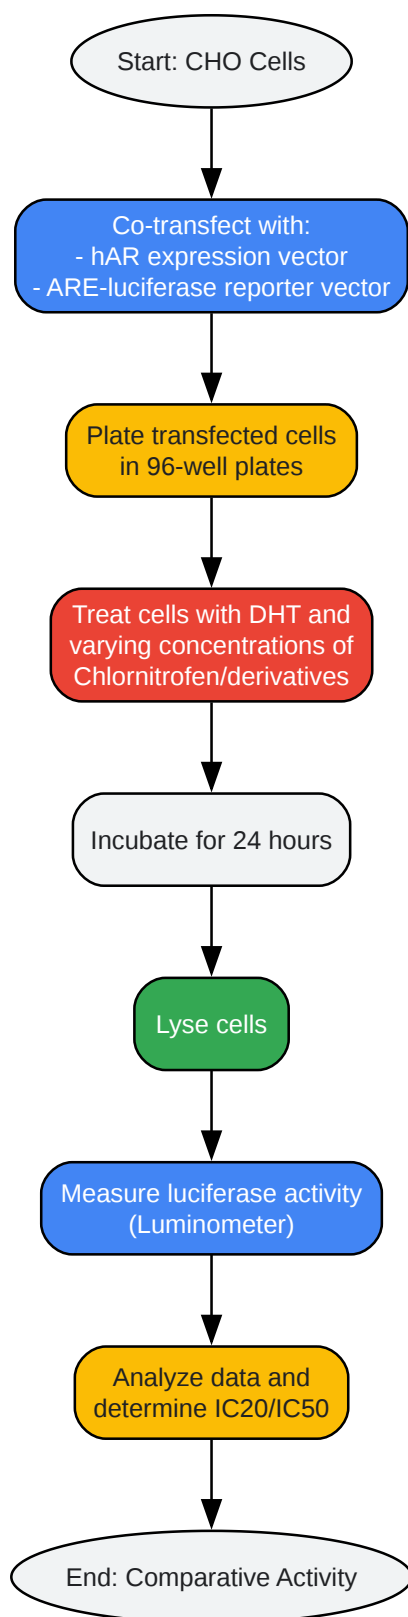 Start: CHO Cells
Co-transfect with:
- hAR expression vector
- ARE-luciferase reporter vector
Plate transfected cells
in 96-well plates
Treat cells with DHT and
varying concentrations of
Chlornitrofen/derivatives
Incubate for 24 hours
Lyse cells
Measure luciferase activity
(Luminometer)
Analyze data and
determine IC20/IC50
End: Comparative Activity